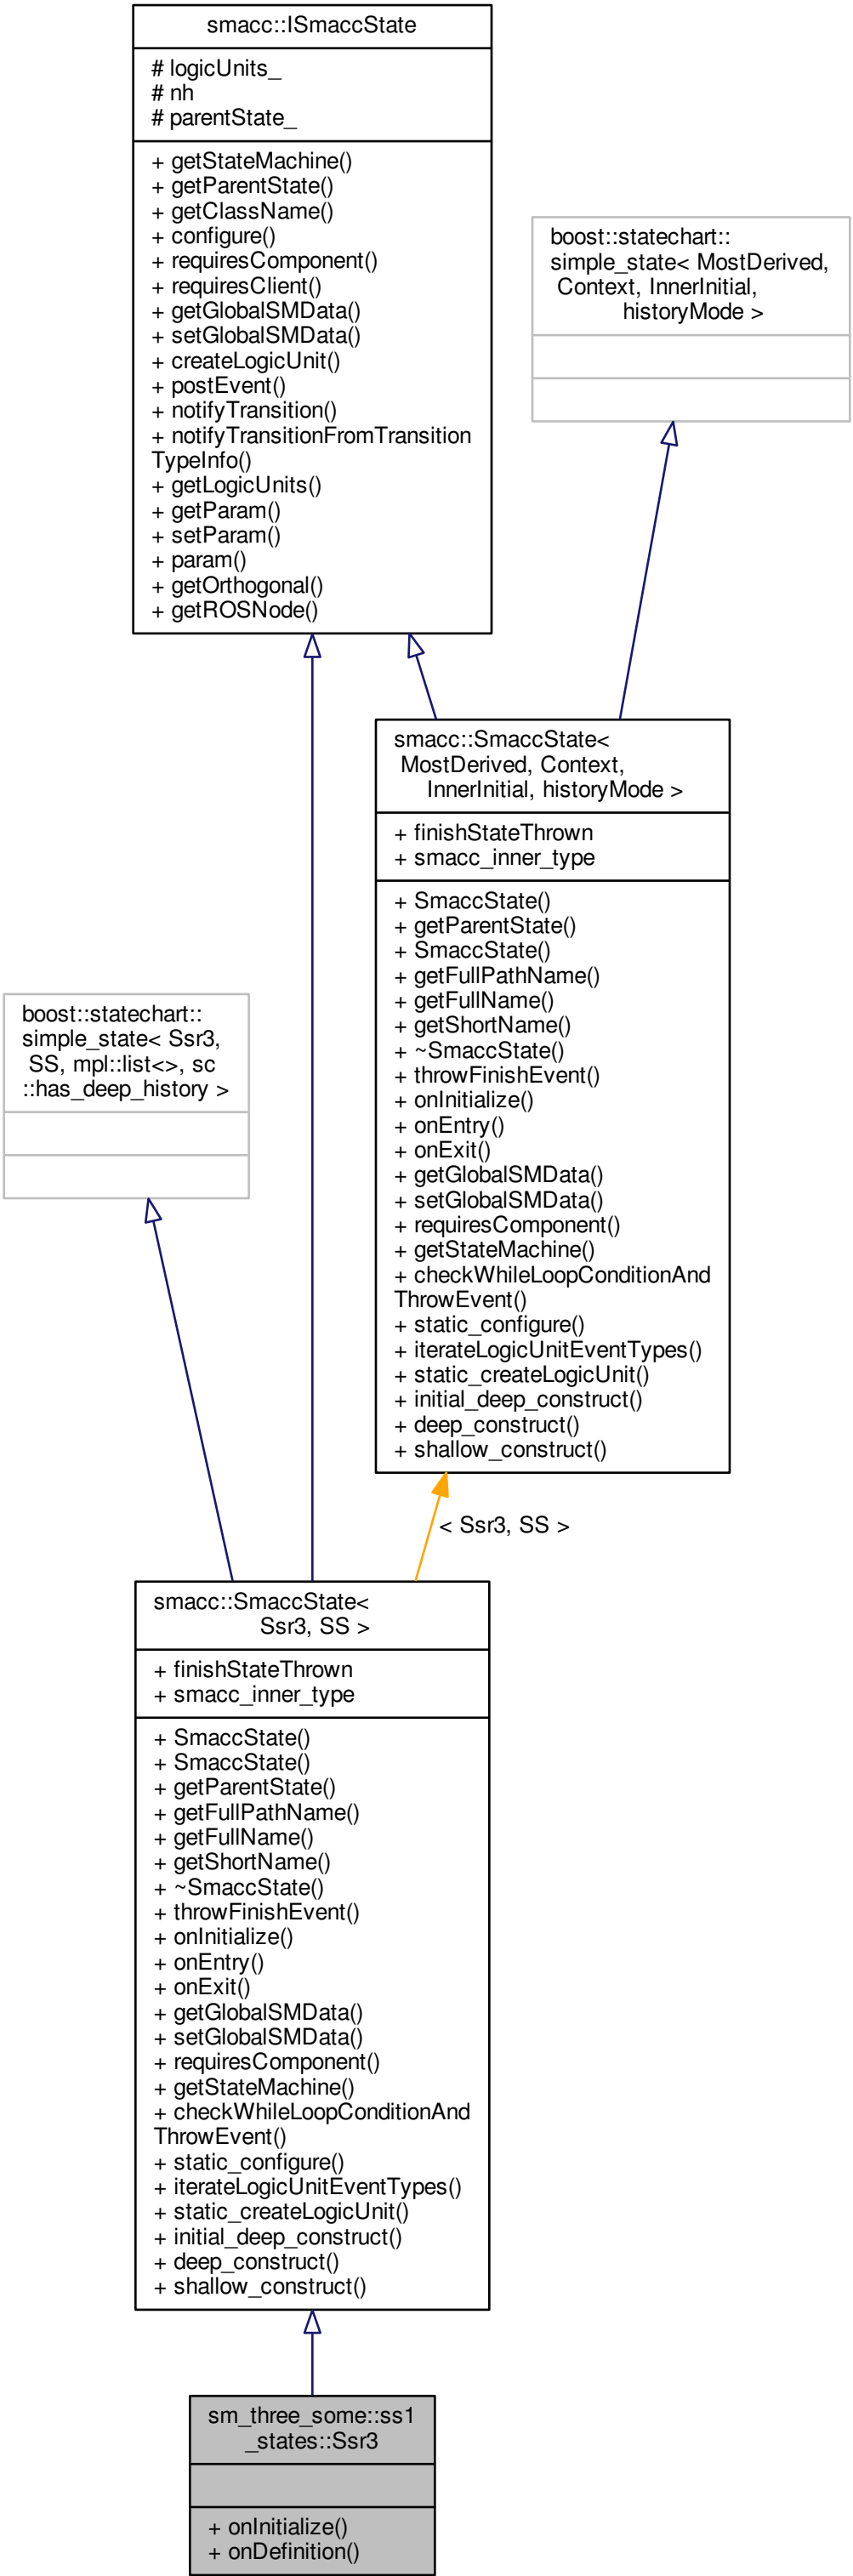 smacc::ISmaccState
# logicUnits_
# nh
# parentState_
+ getStateMachine()
+ getParentState()
+ getClassName()
+ configure()
+ requiresComponent()
+ requiresClient()
+ getGlobalSMData()
+ setGlobalSMData()
+ createLogicUnit()
+ postEvent()
+ notifyTransition()
+ notifyTransitionFromTransition
TypeInfo()
+ getLogicUnits()
+ getParam()
+ setParam()
+ param()
+ getOrthogonal()
+ getROSNode()
boost::statechart::
simple_state< MostDerived,
Context, InnerInitial,
historyMode >
smacc::SmaccState<
MostDerived, Context,
InnerInitial, historyMode >
+ finishStateThrown
+ smacc_inner_type
+ SmaccState()
+ getParentState()
+ SmaccState()
+ getFullPathName()
+ getFullName()
+ getShortName()
+ ~SmaccState()
+ throwFinishEvent()
+ onInitialize()
+ onEntry()
+ onExit()
+ getGlobalSMData()
+ setGlobalSMData()
+ requiresComponent()
+ getStateMachine()
+ checkWhileLoopConditionAnd
ThrowEvent()
+ static_configure()
+ iterateLogicUnitEventTypes()
+ static_createLogicUnit()
+ initial_deep_construct()
+ deep_construct()
+ shallow_construct()
boost::statechart::
simple_state< Ssr3,
SS, mpl::list<>, sc
::has_deep_history >
< Ssr3, SS >
smacc::SmaccState<
Ssr3, SS >
+ finishStateThrown
+ smacc_inner_type
+ SmaccState()
+ SmaccState()
+ getParentState()
+ getFullPathName()
+ getFullName()
+ getShortName()
+ ~SmaccState()
+ throwFinishEvent()
+ onInitialize()
+ onEntry()
+ onExit()
+ getGlobalSMData()
+ setGlobalSMData()
+ requiresComponent()
+ getStateMachine()
+ checkWhileLoopConditionAnd
ThrowEvent()
+ static_configure()
+ iterateLogicUnitEventTypes()
+ static_createLogicUnit()
+ initial_deep_construct()
+ deep_construct()
+ shallow_construct()
sm_three_some::ss1
_states::Ssr3
+ onInitialize()
+ onDefinition()